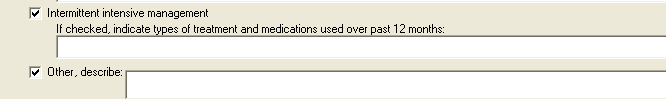 Intermittent intensive management
If checked, indicate types of treatment and medications used over past 12 months:
Other, describe: